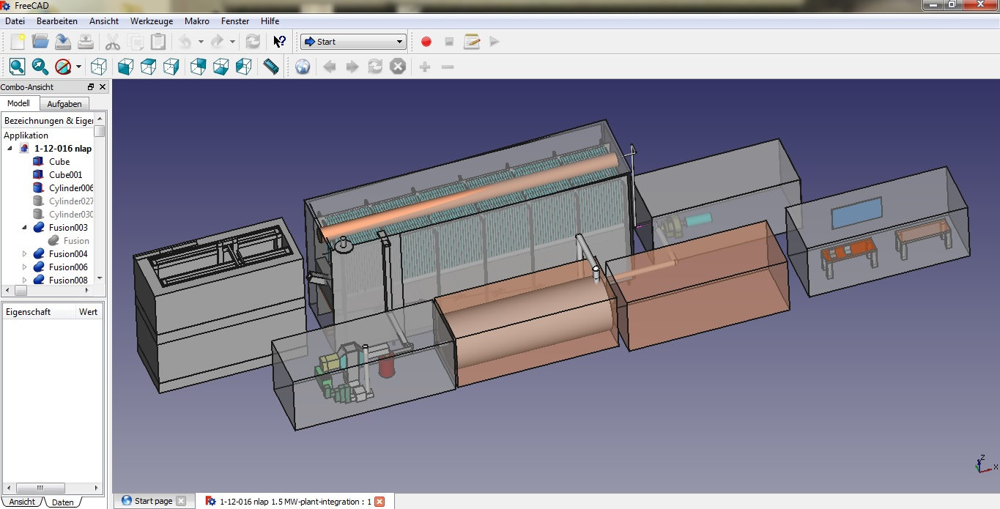 FreeCAD
Datei Bearbeiten Ansicht Werkzeuge Makro Fenster Hilfe
Start
Combo-Ansicht
Modell Aufgaben
Bezeichnungen & Eiger
Applikation
1-12-016 nlap
Cube
Cube001
Cylinder006
Cylinder027
Cylinder030
Fusion003
Fusion
Fusion004
Fusion006
Fusion008
Eigenschaft Wert
Ansicht Daten
Start page 1-12-016 nlap 1.5 MW-plant-integration : 1
Z
X